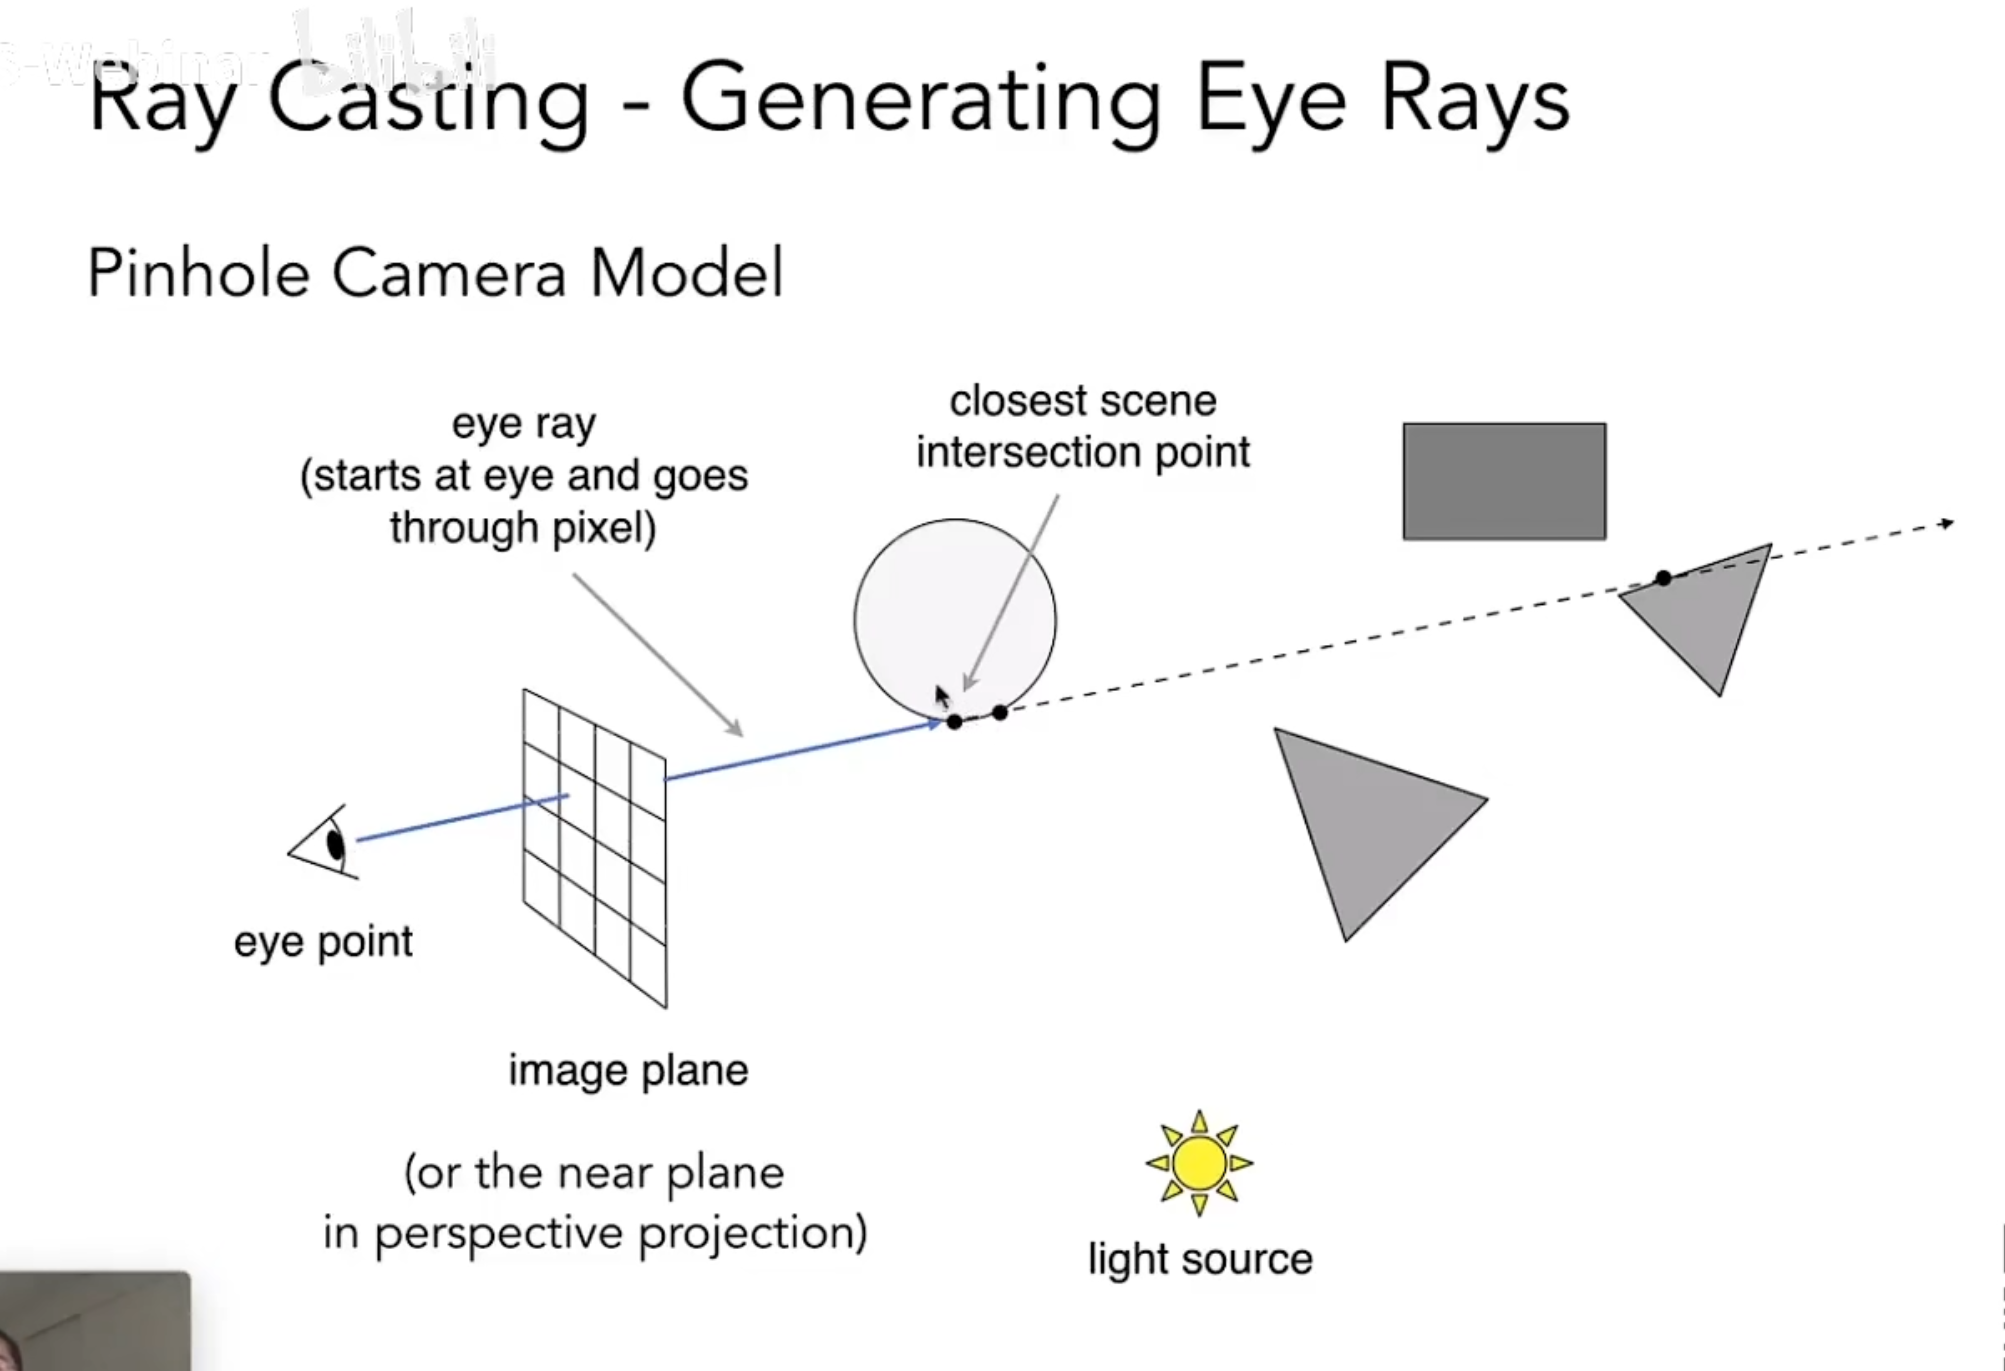 S-Webinar bilibili
Ray Casting - Generating Eye Rays
Pinhole Camera Model
eye ray
(starts at eye and goes
through pixel)
closest scene
intersection point
eye point
image plane
(or the near plane
in perspective projection)
light source